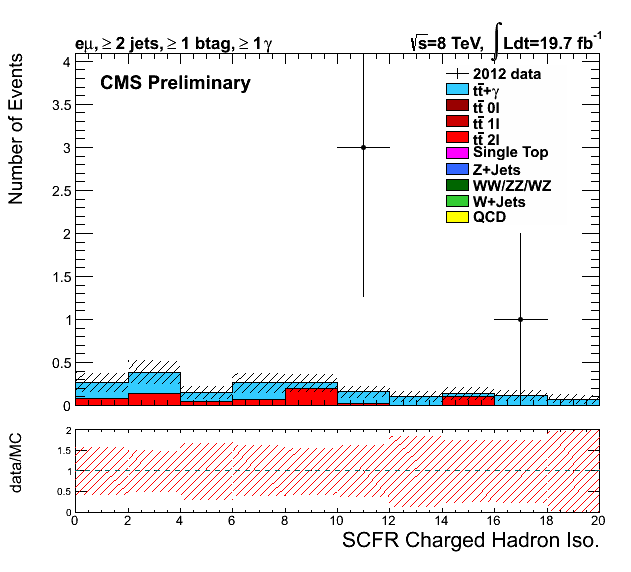 eμ, ≥ 2 jets, ≥ 1 btag, ≥ 1 γ
√s=8 TeV, ∫Ldt=19.7 fb⁻¹
CMS Preliminary
Number of Events
4
3.5
3
2.5
2
1.5
1
0.5
0
2012 data
tt̄+γ
tt̄ 0l
tt̄ 1l
tt̄ 2l
Single Top
Z+Jets
WW/ZZ/WZ
W+Jets
QCD
data/MC
2
1.5
1
0.5
0
0 2 4 6 8 10 12 14 16 18 20
SCFR Charged Hadron Iso.